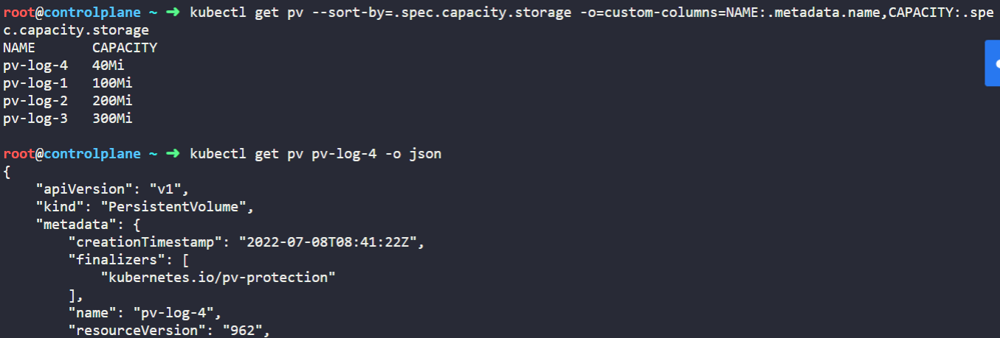 root@controlplane ~ ➜ kubectl get pv --sort-by=.spec.capacity.storage -o=custom-columns=NAME:.metadata.name,CAPACITY:.spe
c.capacity.storage
NAME       CAPACITY
pv-log-4   40Mi
pv-log-1   100Mi
pv-log-2   200Mi
pv-log-3   300Mi
root@controlplane ~ ➜ kubectl get pv pv-log-4 -o json
{
    "apiVersion": "v1",
    "kind": "PersistentVolume",
    "metadata": {
        "creationTimestamp": "2022-07-08T08:41:22Z",
        "finalizers": [
            "kubernetes.io/pv-protection"
        ],
        "name": "pv-log-4",
        "resourceVersion": "962",